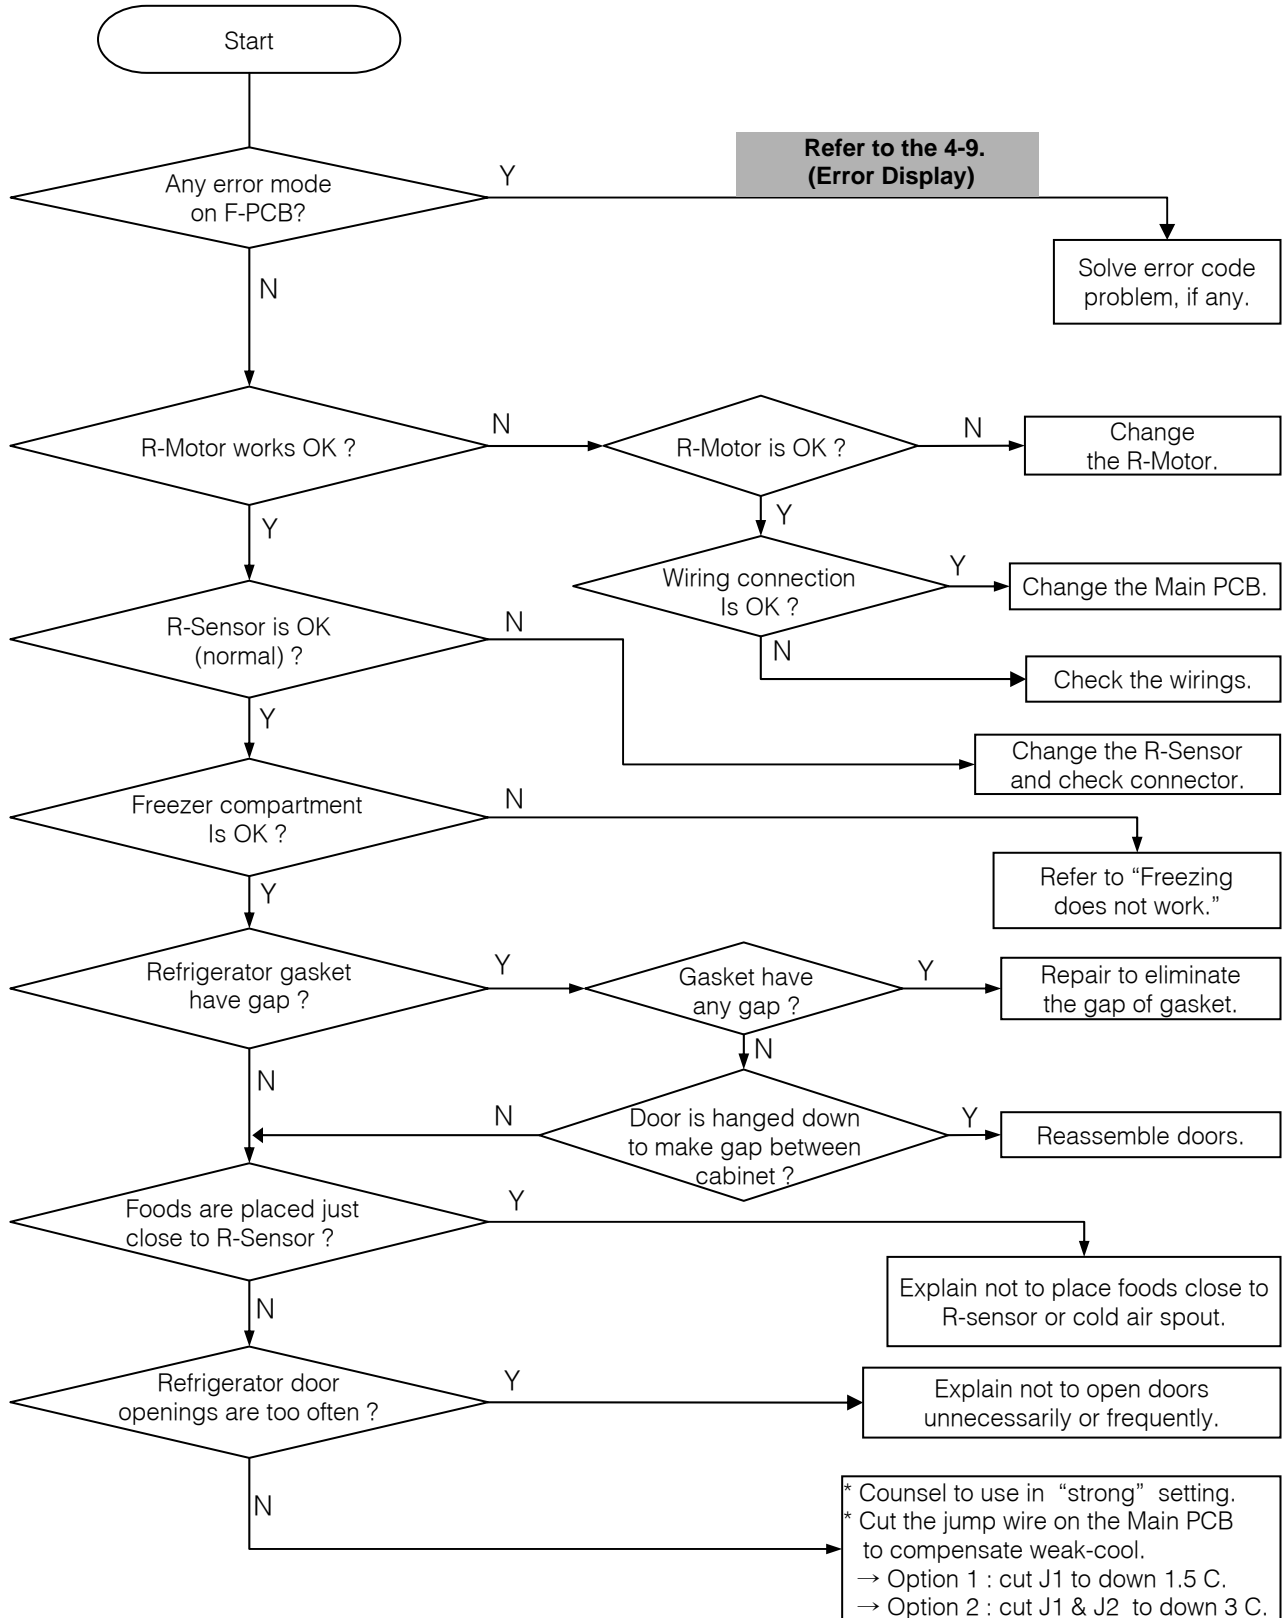 Start
Any error mode
on F-PCB?
Y
Refer to the 4-9.
(Error Display)
Solve error code
problem, if any.
N
R-Motor works OK ?
N
R-Motor is OK ?
N
Change
the R-Motor.
Y
Y
Wiring connection
Is OK ?
Y
Change the Main PCB.
N
Check the wirings.
R-Sensor is OK
(normal) ?
N
Change the R-Sensor
and check connector.
Y
Freezer compartment
Is OK ?
N
Refer to “Freezing
does not work.”
Y
Refrigerator gasket
have gap ?
Y
Gasket have
any gap ?
Y
Repair to eliminate
the gap of gasket.
N
N
Door is hanged down
to make gap between
cabinet ?
N
Y
Reassemble doors.
Foods are placed just
close to R-Sensor ?
Y
Explain not to place foods close to
R-sensor or cold air spout.
N
Refrigerator door
openings are too often ?
Y
Explain not to open doors
unnecessarily or frequently.
N
* Counsel to use in “strong” setting.
* Cut the jump wire on the Main PCB
to compensate weak-cool.
→ Option 1 : cut J1 to down 1.5 C.
→ Option 2 : cut J1 & J2 to down 3 C.